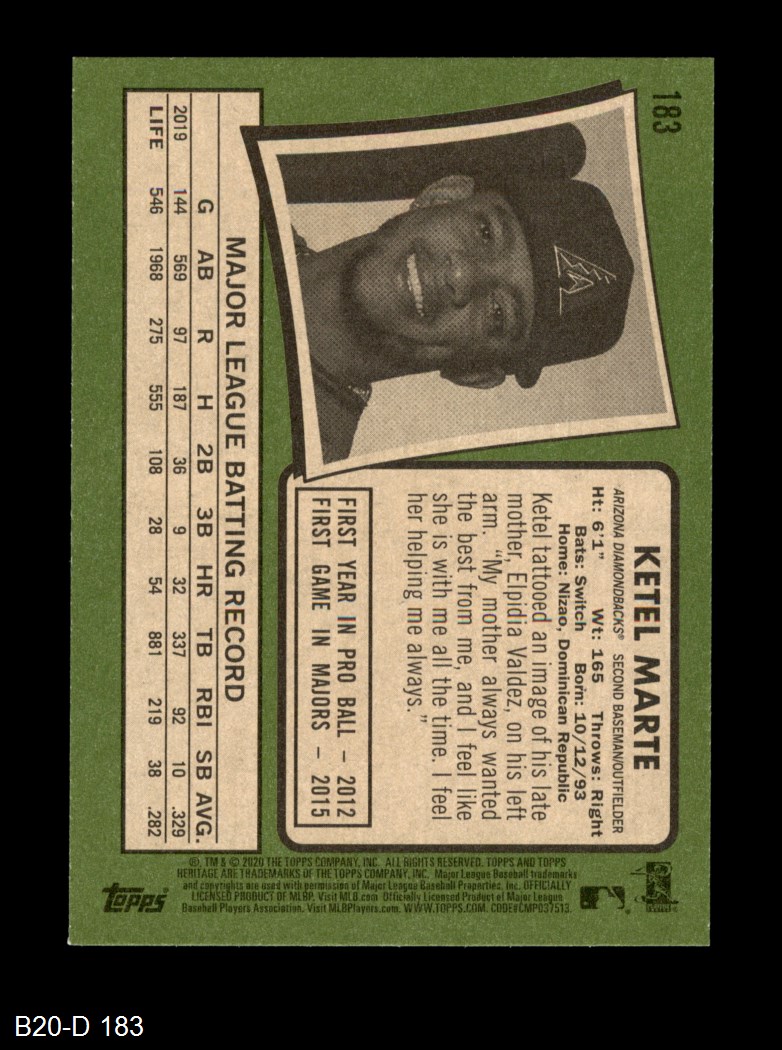 183
KETEL MARTE
ARIZONA DIAMONDBACKS® SECOND BASEMAN/OUTFIELDER
Ht: 6'1" Wt: 165 Throws: Right
Bats: Switch Born: 10/12/93
Home: Nizao, Dominican Republic
Ketel tattooed an image of his late
mother, Elpidia Valdez, on his left
arm. "My mother always wanted
the best from me, and I feel like
she is with me all the time. I feel
her helping me always."
FIRST YEAR IN PRO BALL – 2012
FIRST GAME IN MAJORS – 2015
MAJOR LEAGUE BATTING RECORD
G AB R H 2B 3B HR TB RBI SB AVG.
2019 144 569 97 187 36 9 32 337 92 10 .329
LIFE 546 1968 275 555 108 28 54 881 219 38 .282
®, TM & © 2020 THE TOPPS COMPANY, INC. ALL RIGHTS RESERVED. TOPPS AND TOPPS
HERITAGE ARE TRADEMARKS OF THE TOPPS COMPANY, INC. Major League Baseball trademarks
and copyrights are used with permission of Major League Baseball Properties, Inc. OFFICIALLY
LICENSED PRODUCT OF MLBP. Visit MLB.com Officially Licensed Product of Major League
Baseball Players Association. Visit MLBPlayers.com. WWW.TOPPS.COM. CODE#CMP037513.
topps
B20-D 183